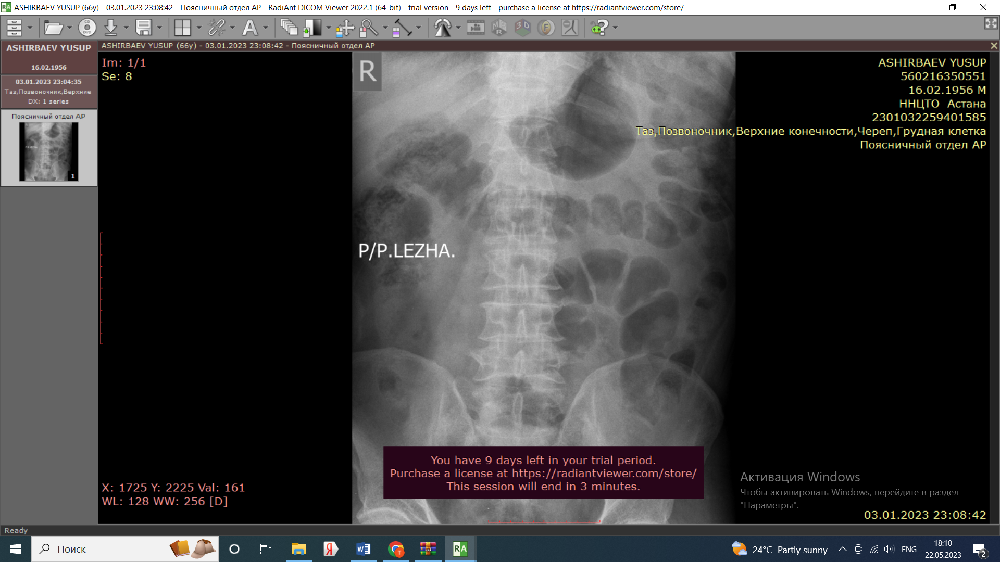 ASHIRBAEV YUSUP (66y) - 03.01.2023 23:08:42 - Поясничный отдел AP - RadiAnt DICOM Viewer 2022.1 (64-bit) - trial version - 9 days left - purchase a license at https://radiantviewer.com/store/
ASHIRBAEV YUSUP
16.02.1956
03.01.2023 23:04:35
Таз,Позвоночник,Верхние
DX: 1 series
Поясничный отдел AP
1
ASHIRBAEV YUSUP (66y) - 03.01.2023 23:08:42 - Поясничный отдел AP
Im: 1/1
Se: 8
R
ASHIRBAEV YUSUP
560216350551
16.02.1956 M
ННЦТО Астана
2301032259401585
Таз,Позвоночник,Верхние конечности,Череп,Грудная клетка
Поясничный отдел AP
P/P.LEZHA.
You have 9 days left in your trial period.
Purchase a license at https://radiantviewer.com/store/
This session will end in 3 minutes.
X: 1725 Y: 2225 Val: 161
WL: 128 WW: 256 [D]
Активация Windows
Чтобы активировать Windows, перейдите в раздел
"Параметры".
03.01.2023 23:08:42
Ready
Поиск
24°C Partly sunny
ENG
18:10
22.05.2023
2